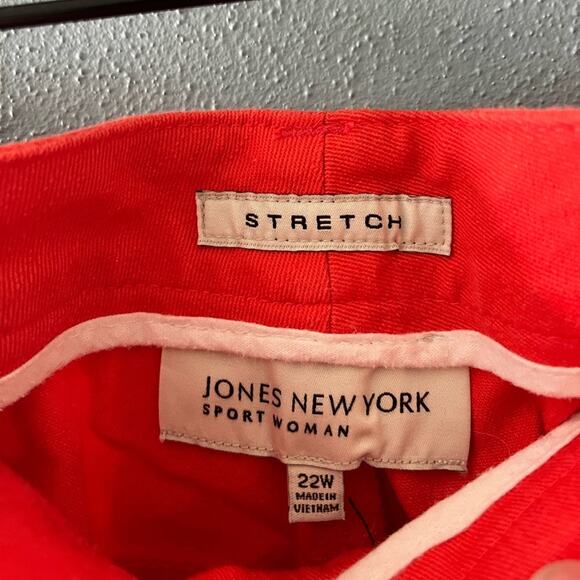 STRETCH
JONES NEW YORK
SPORT WOMAN
22W
MADE IN
VIETNAM